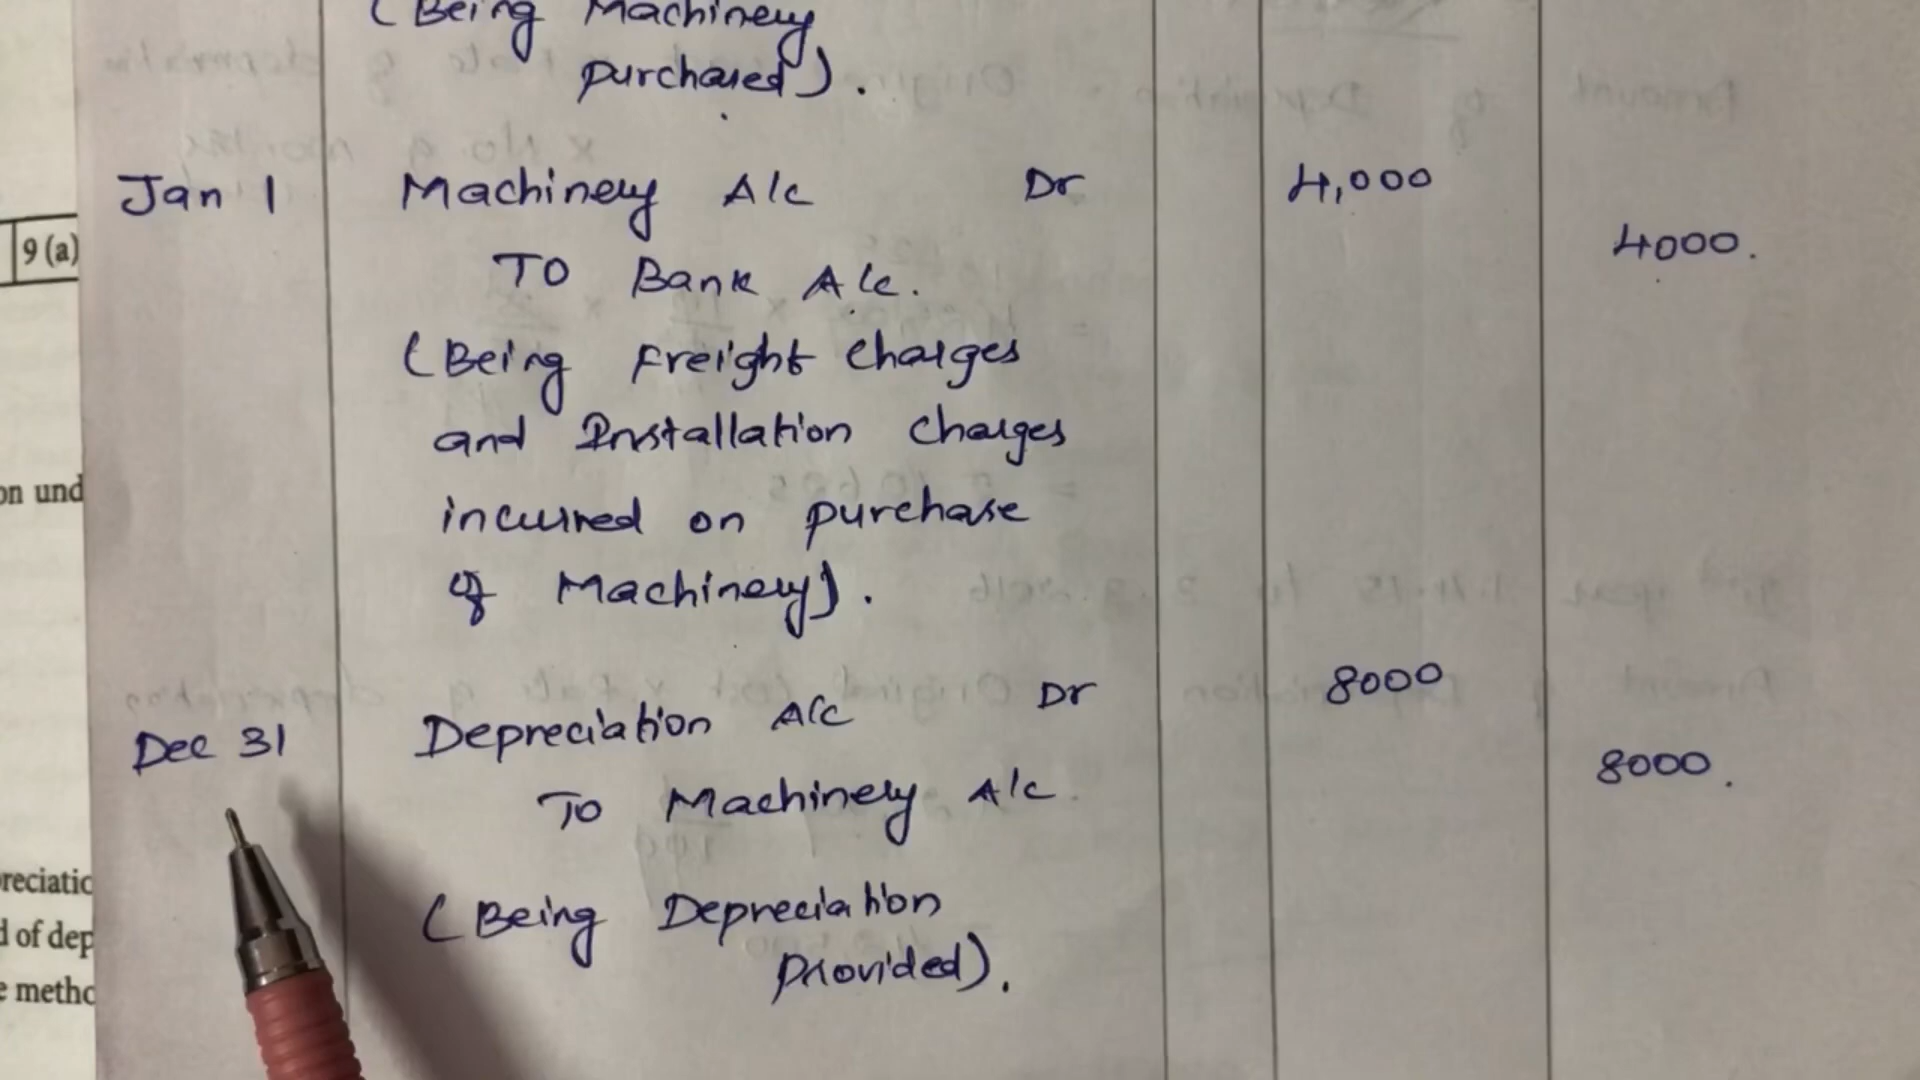 (Being Machinery
purchased).
Jan 1 Machinery A/c Dr 4,000
TO Bank A/c. 4000.
(Being Freight charges
and Installation charges
incurred on purchase
of Machinery).
Dec 31 Depreciation A/c Dr 8000
To Machinery A/c 8000.
(Being Depreciation
provided).
9 (a)
on und
reciatic
d of dep
e metho